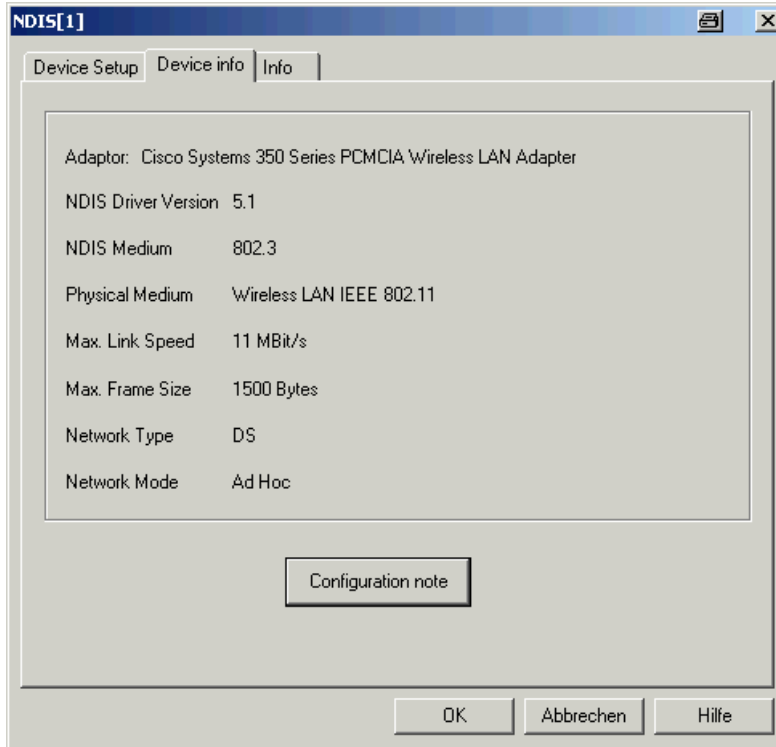 NDIS[1]
Device Setup Device info Info
Adaptor: Cisco Systems 350 Series PCMCIA Wireless LAN Adapter
NDIS Driver Version 5.1
NDIS Medium 802.3
Physical Medium Wireless LAN IEEE 802.11
Max. Link Speed 11 MBit/s
Max. Frame Size 1500 Bytes
Network Type DS
Network Mode Ad Hoc
Configuration note
OK Abbrechen Hilfe